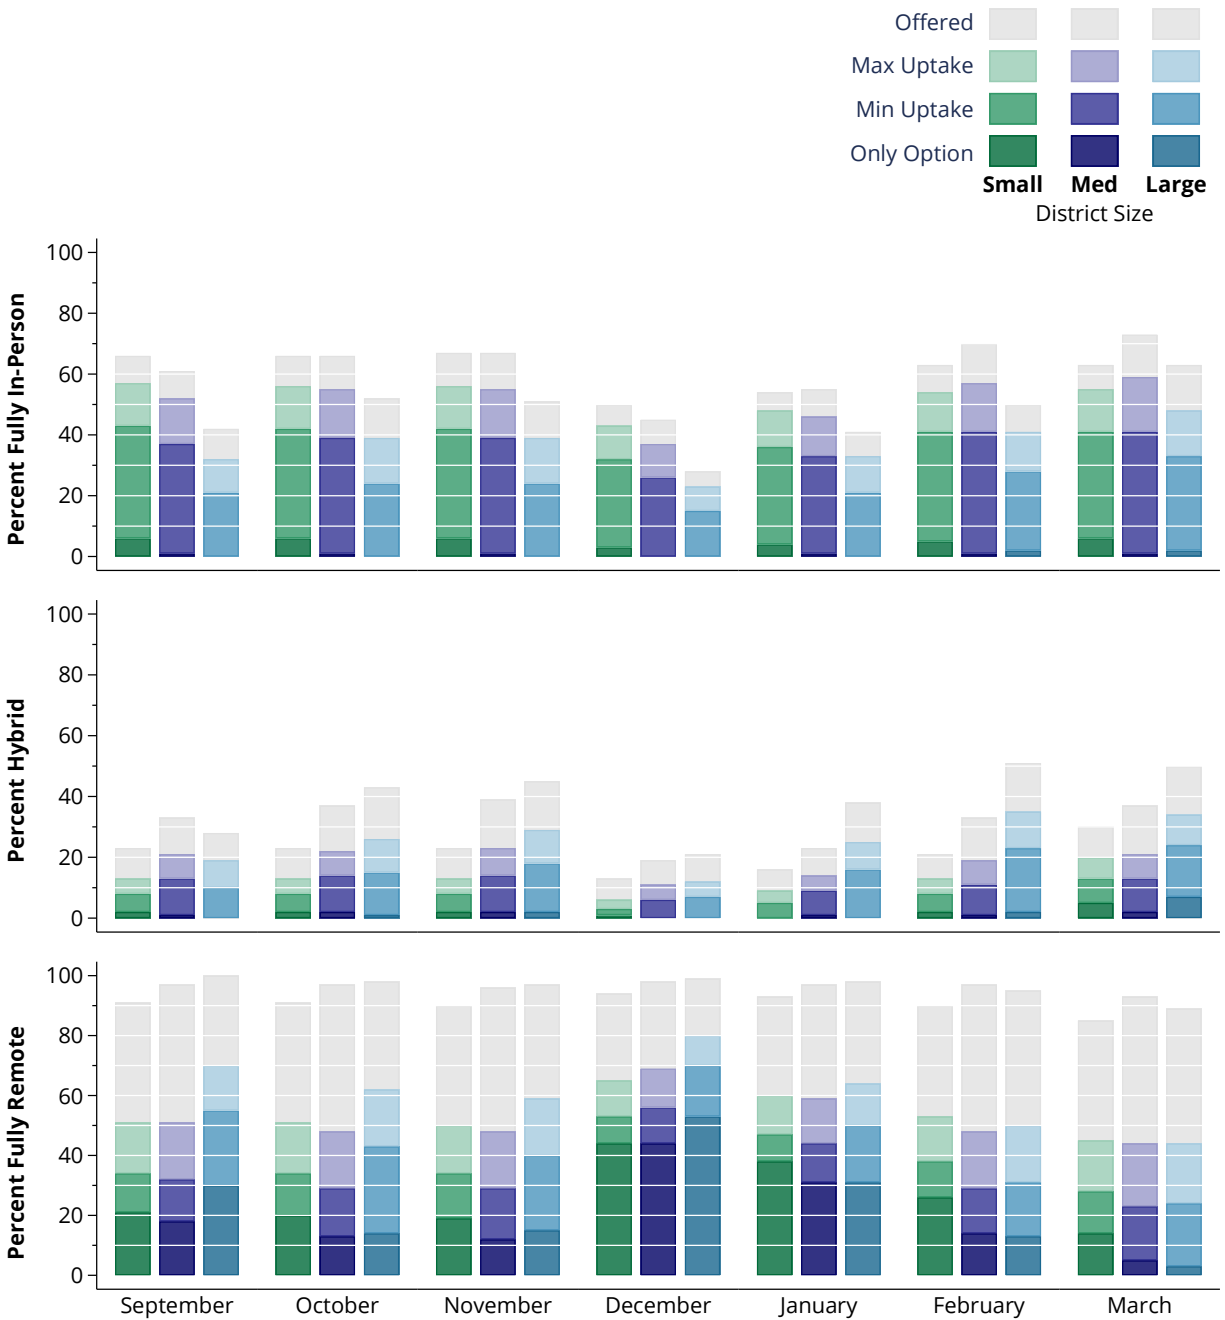 Offered
Max Uptake
Min Uptake
Only Option
Small Med Large
District Size
Percent Fully In-Person
100
80
60
40
20
0
Percent Hybrid
100
80
60
40
20
0
Percent Fully Remote
100
80
60
40
20
0
September October November December January February March